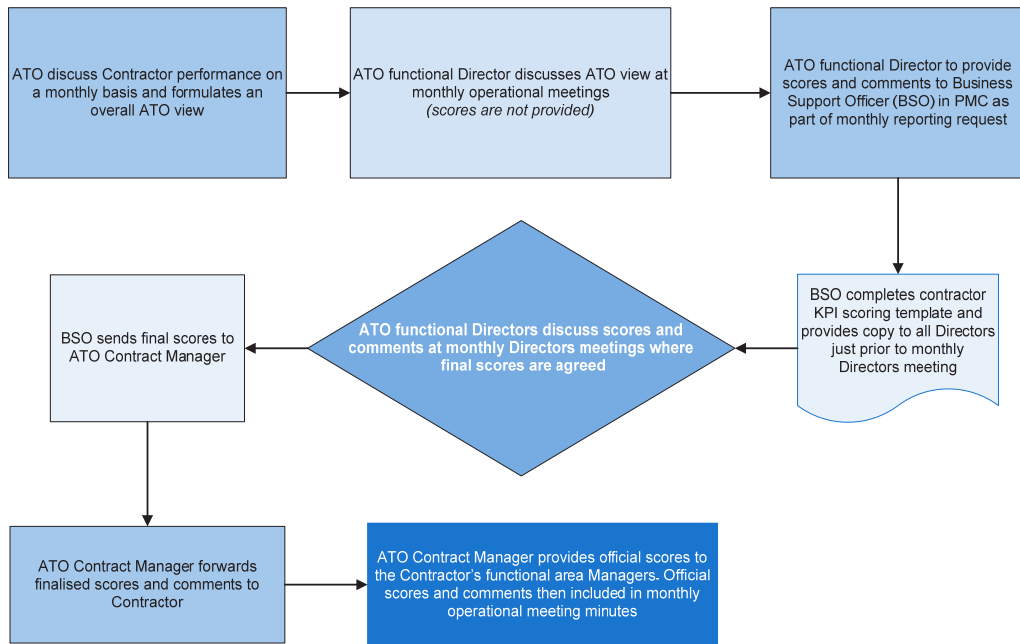 ATO discuss Contractor performance on
a monthly basis and formulates an
overall ATO view
ATO functional Director discusses ATO view at
monthly operational meetings
(scores are not provided)
ATO functional Director to provide
scores and comments to Business
Support Officer (BSO) in PMC as
part of monthly reporting request
BSO completes contractor
KPI scoring template and
provides copy to all Directors
just prior to monthly
Directors meeting
ATO functional Directors discuss scores and
comments at monthly Directors meetings where
final scores are agreed
BSO sends final scores to
ATO Contract Manager
ATO Contract Manager forwards
finalised scores and comments to
Contractor
ATO Contract Manager provides official scores to
the Contractor's functional area Managers. Official
scores and comments then included in monthly
operational meeting minutes